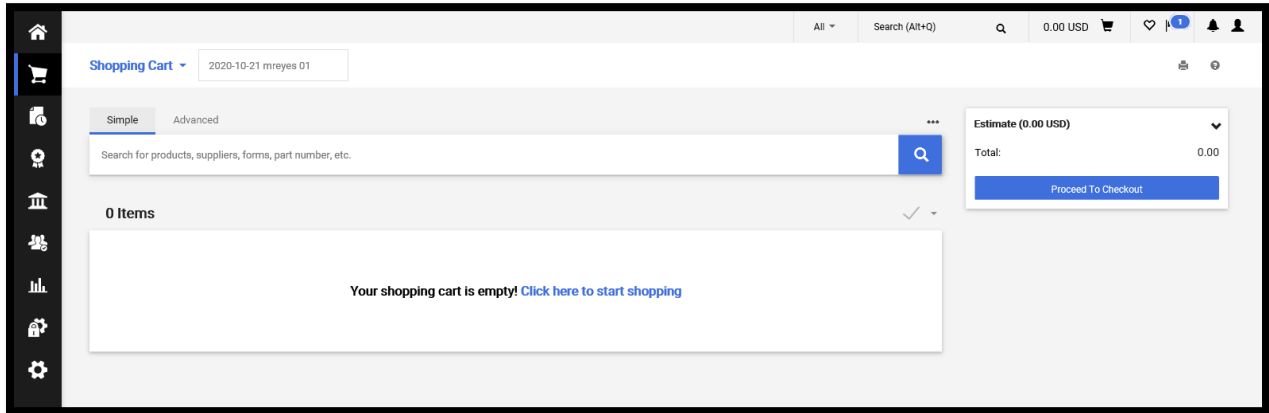 All
Search (Alt+Q)
0.00 USD
1
Shopping Cart
2020-10-21 mreyes 01
Simple
Advanced
Search for products, suppliers, forms, part number, etc.
Estimate (0.00 USD)
Total:
0.00
Proceed To Checkout
0 Items
Your shopping cart is empty! Click here to start shopping